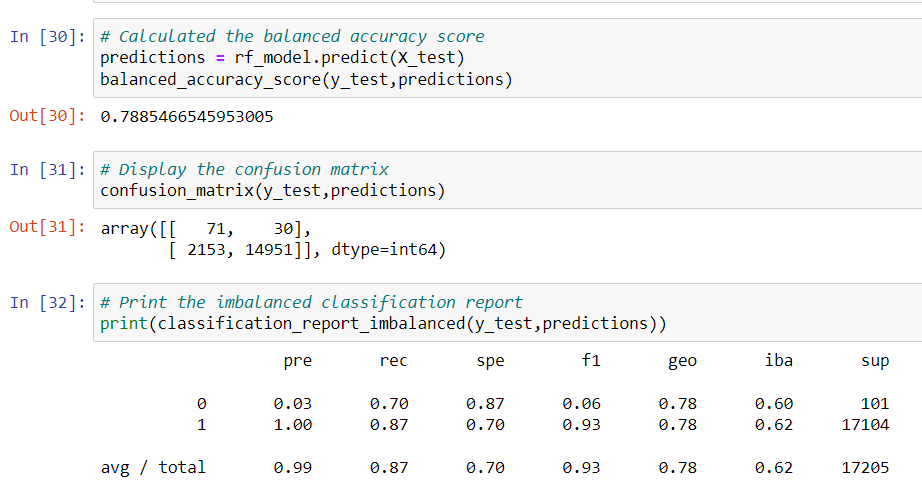 In [30]: # Calculated the balanced accuracy score
predictions = rf_model.predict(X_test)
balanced_accuracy_score(y_test,predictions)
Out[30]: 0.7885466545953005
In [31]: # Display the confusion matrix
confusion_matrix(y_test,predictions)
Out[31]: array([[   71,    30],
       [ 2153, 14951]], dtype=int64)
In [32]: # Print the imbalanced classification report
print(classification_report_imbalanced(y_test,predictions))
pre rec spe f1 geo iba sup
0 0.03 0.70 0.87 0.06 0.78 0.60 101
1 1.00 0.87 0.70 0.93 0.78 0.62 17104
avg / total 0.99 0.87 0.70 0.93 0.78 0.62 17205